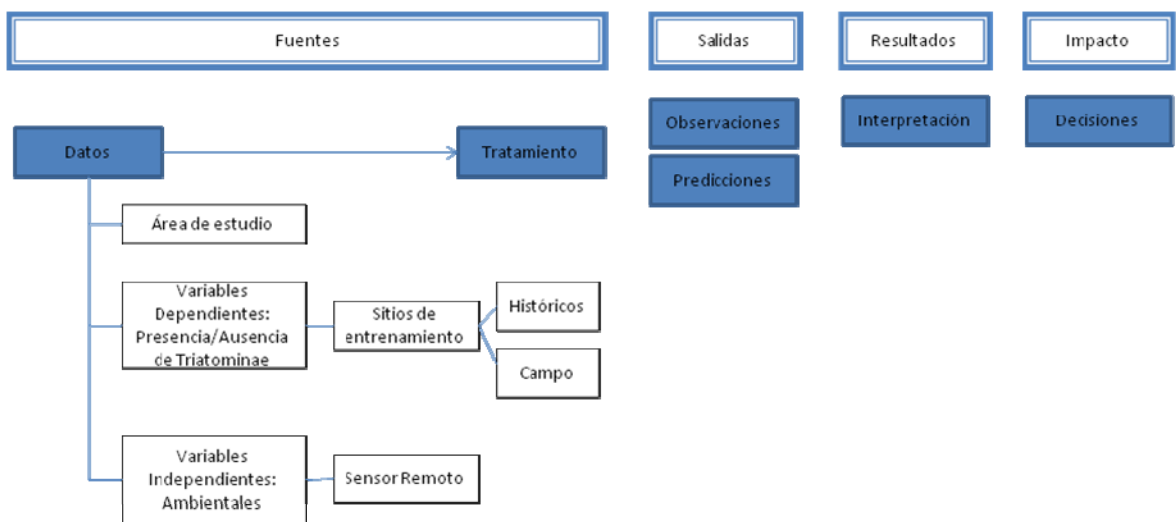 Fuentes
Salidas
Resultados
Impacto
Datos
Tratamiento
Observaciones
Predicciones
Interpretación
Decisiones
Área de estudio
Variables
Dependientes:
Presencia/Ausencia
de Triatominae
Sitios de
entrenamiento
Históricos
Campo
Variables
Independientes:
Ambientales
Sensor Remoto